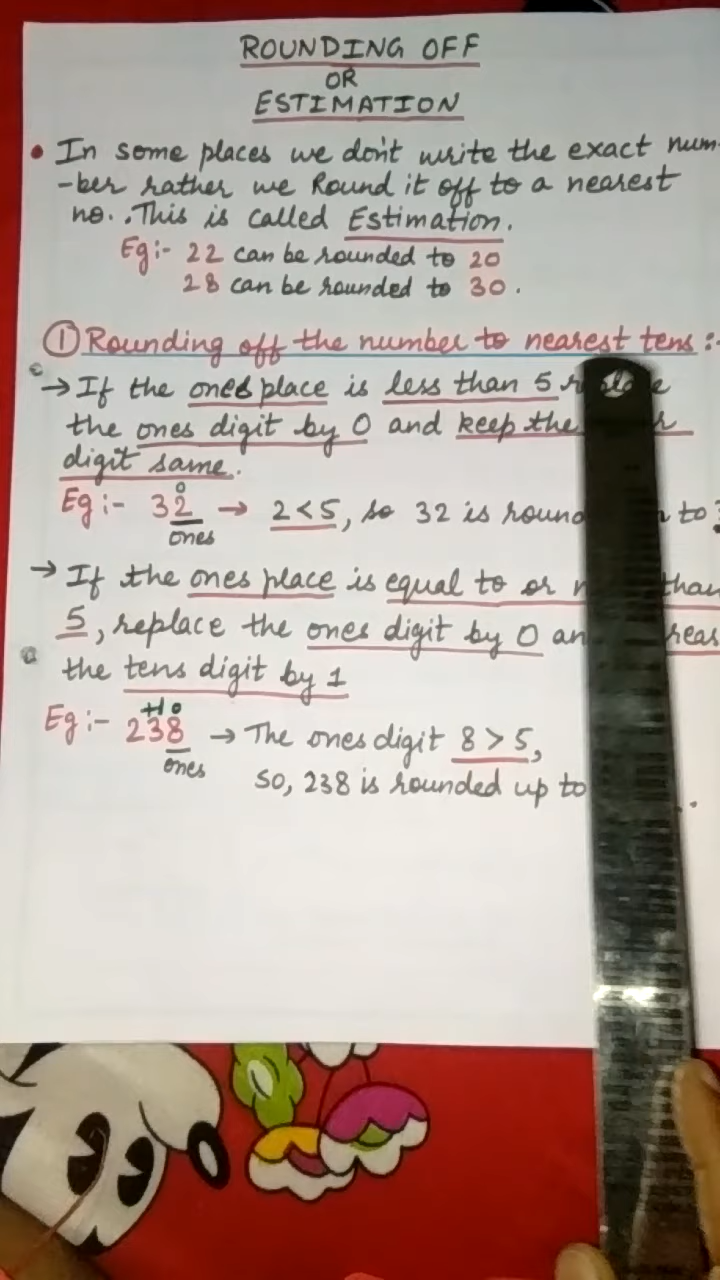 ROUNDING OFF
OR
ESTIMATION
• In some places we don't write the exact num-
-ber rather we Round it off to a nearest
no.. This is called Estimation.
Eg:- 22 can be rounded to 20
28 can be rounded to 30.
① Rounding off the number to nearest tens:-
→ If the ones place is less than 5
the ones digit by 0 and keep the
digit same.
Eg:- 32 → 2<5, so 32 is to
0
ones
→ If the ones place is equal to or than
5, replace the ones digit by 0
the tens digit by 1
+1 0
Eg:- 238 → The ones digit 8 > 5,
ones
So, 238 is rounded up to